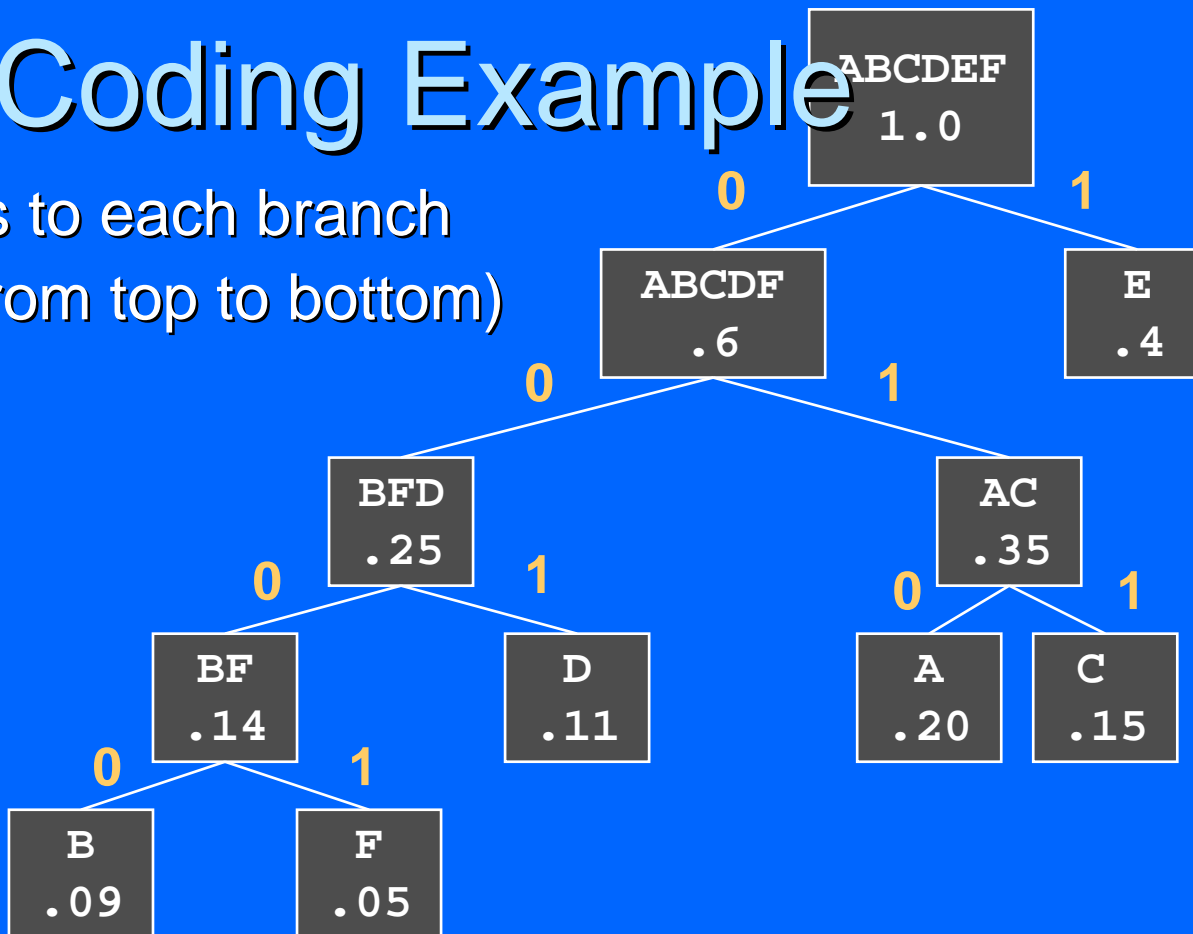 Coding Example
s to each branch
rom top to bottom)
ABCDEF
1.0
0 1
ABCDF
.6
E
.4
0 1
BFD
.25
AC
.35
0 1
0 1
BF
.14
D
.11
A
.20
C
.15
0 1
B
.09
F
.05